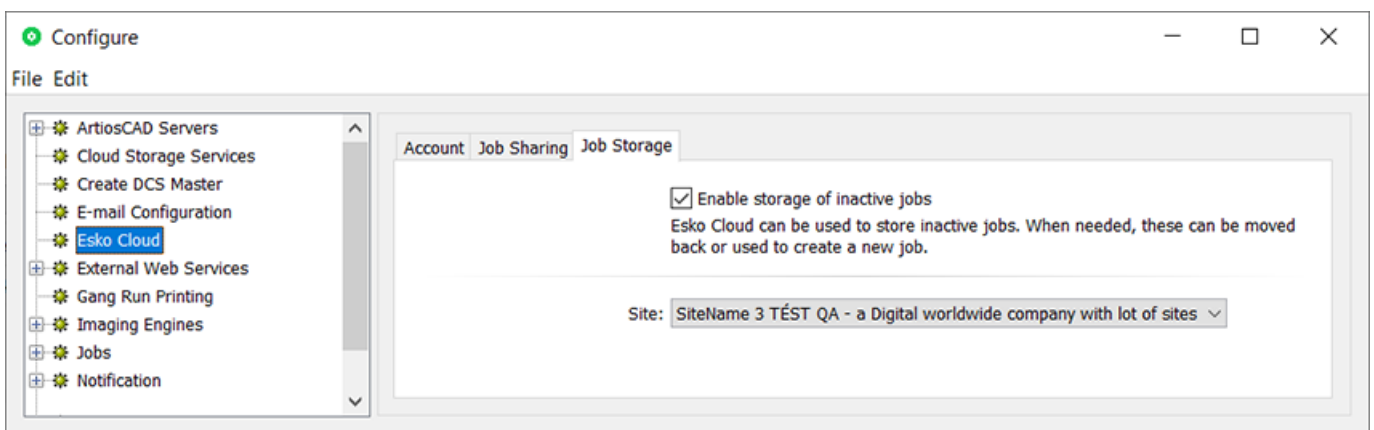 Configure
File Edit
ArtiosCAD Servers
Cloud Storage Services
Create DCS Master
E-mail Configuration
Esko Cloud
External Web Services
Gang Run Printing
Imaging Engines
Jobs
Notification
Account Job Sharing Job Storage
Enable storage of inactive jobs
Esko Cloud can be used to store inactive jobs. When needed, these can be moved
back or used to create a new job.
Site: SiteName 3 TÉST QA - a Digital worldwide company with lot of sites